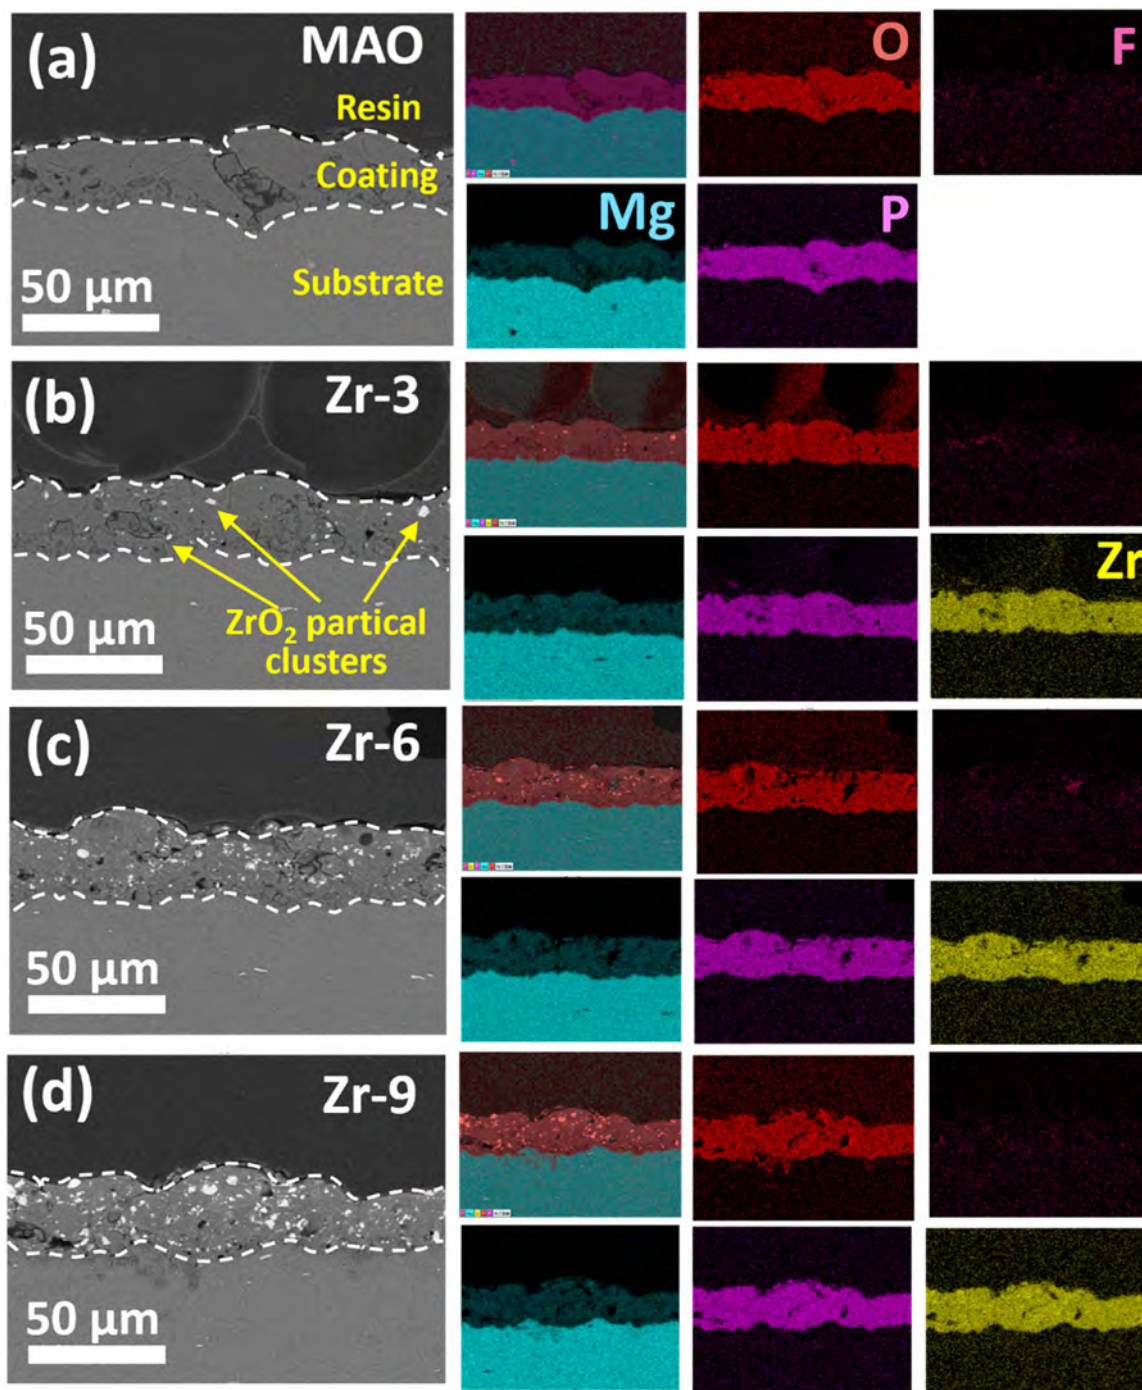 (a)
MAO
Resin
Coating
Substrate
50 μm
O
F
Mg
P
(b)
Zr-3
ZrO₂ partical
clusters
50 μm
Zr
(c)
Zr-6
50 μm
(d)
Zr-9
50 μm